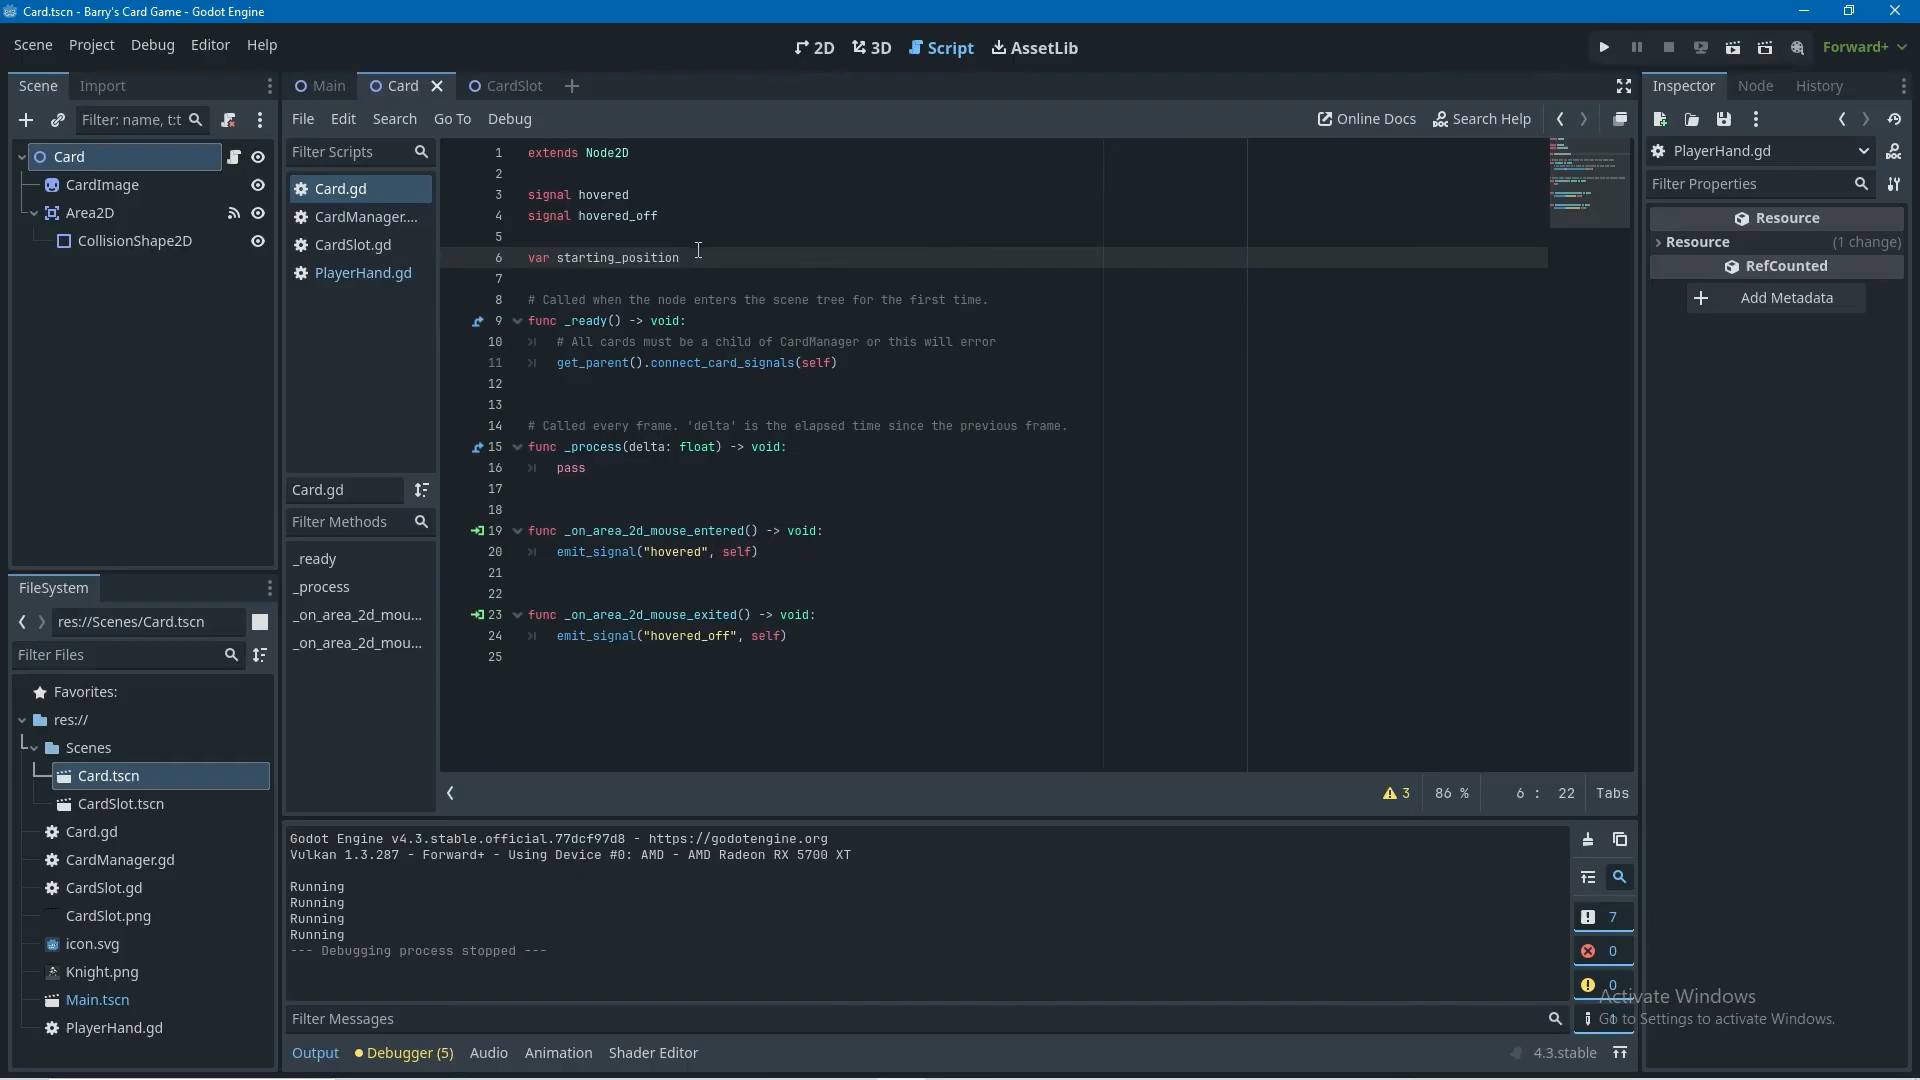 Card.tscn - Barry's Card Game - Godot Engine
Scene Project Debug Editor Help
2D 3D Script AssetLib
Forward+
Scene Import
Filter: name, t:t
Card
CardImage
Area2D
CollisionShape2D
FileSystem
res://Scenes/Card.tscn
Filter Files
Favorites:
res://
Scenes
Card.tscn
CardSlot.tscn
Card.gd
CardManager.gd
CardSlot.gd
CardSlot.png
icon.svg
Knight.png
Main.tscn
PlayerHand.gd
Main Card CardSlot
File Edit Search Go To Debug
Online Docs Search Help
Filter Scripts
Card.gd
CardManager....
CardSlot.gd
PlayerHand.gd
Card.gd
Filter Methods
_ready
_process
_on_area_2d_mou...
_on_area_2d_mou...
1 extends Node2D
2
3 signal hovered
4 signal hovered_off
5
6 var starting_position
7
8 # Called when the node enters the scene tree for the first time.
9 func _ready() -> void:
10 # All cards must be a child of CardManager or this will error
11 get_parent().connect_card_signals(self)
12
13
14 # Called every frame. 'delta' is the elapsed time since the previous frame.
15 func _process(delta: float) -> void:
16 pass
17
18
19 func _on_area_2d_mouse_entered() -> void:
20 emit_signal("hovered", self)
21
22
23 func _on_area_2d_mouse_exited() -> void:
24 emit_signal("hovered_off", self)
25
3 86 % 6 : 22 Tabs
Godot Engine v4.3.stable.official.77dcf97d8 - https://godotengine.org
Vulkan 1.3.287 - Forward+ - Using Device #0: AMD - AMD Radeon RX 5700 XT
Running
Running
Running
Running
--- Debugging process stopped ---
7
0
0
1
Filter Messages
Output Debugger (5) Audio Animation Shader Editor
4.3.stable
Inspector Node History
PlayerHand.gd
Filter Properties
Resource
Resource (1 change)
RefCounted
Add Metadata
Activate Windows
Go to Settings to activate Windows.